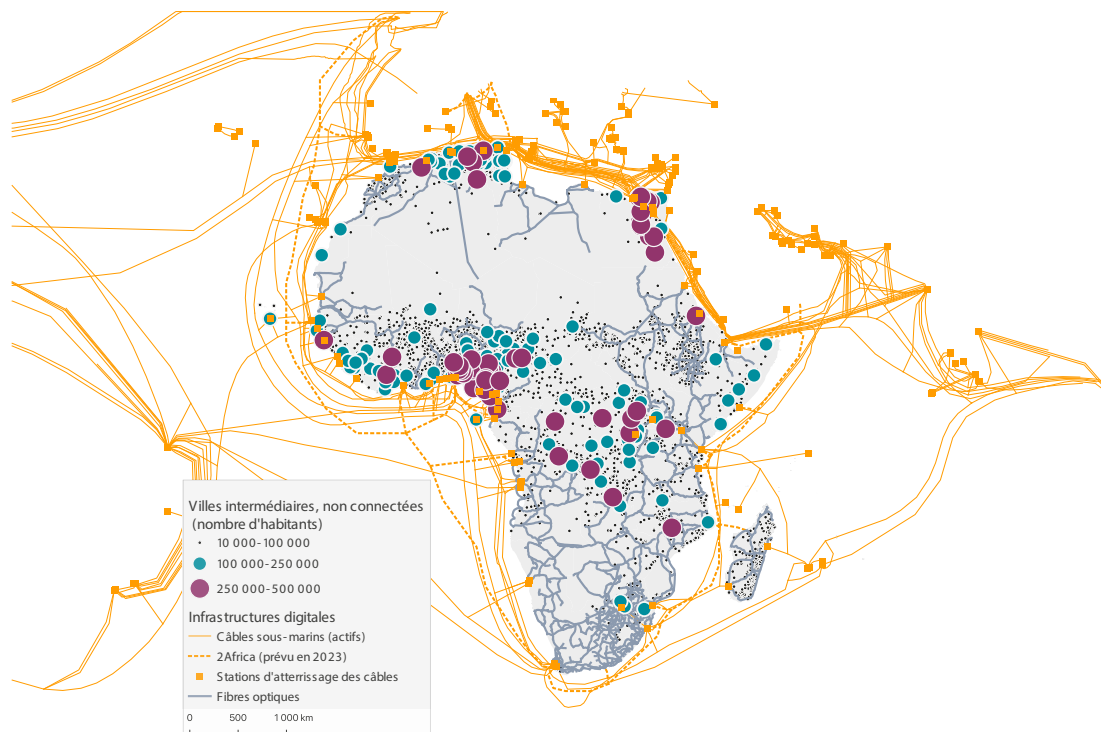 Villes intermédiaires, non connectées
(nombre d'habitants)
10 000-100 000
100 000-250 000
250 000-500 000
Infrastructures digitales
Câbles sous-marins (actifs)
2Africa (prévu en 2023)
Stations d'atterrissage des câbles
Fibres optiques
0 500 1 000 km